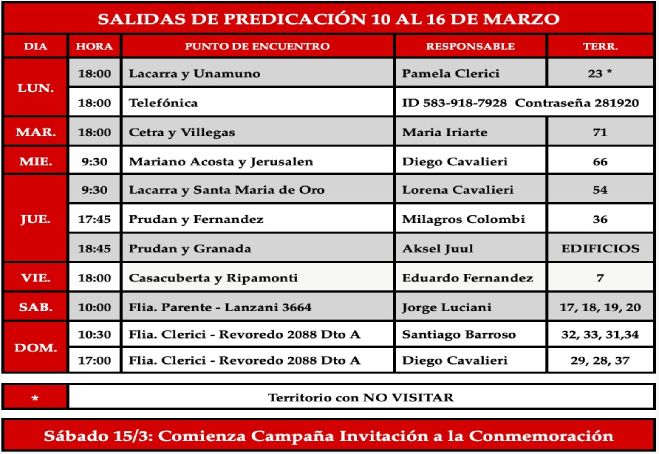 SALIDAS DE PREDICACIÓN 10 AL 16 DE MARZO
DIA HORA PUNTO DE ENCUENTRO RESPONSABLE TERR.
LUN. 18:00 Lacarra y Unamuno Pamela Clerici 23 *
18:00 Telefónica ID 583-918-7928 Contraseña 281920
MAR. 18:00 Cetra y Villegas Maria Iriarte 71
MIE. 9:30 Mariano Acosta y Jerusalen Diego Cavalieri 66
JUE. 9:30 Lacarra y Santa Maria de Oro Lorena Cavalieri 54
17:45 Prudan y Fernandez Milagros Colombi 36
18:45 Prudan y Granada Aksel Juul EDIFICIOS
VIE. 18:00 Casacuberta y Ripamonti Eduardo Fernandez 7
SAB. 10:00 Flia. Parente - Lanzani 3664 Jorge Luciani 17, 18, 19, 20
DOM. 10:30 Flia. Clerici - Revoredo 2088 Dto A Santiago Barroso 32, 33, 31,34
17:00 Flia. Clerici - Revoredo 2088 Dto A Diego Cavalieri 29, 28, 37
* Territorio con NO VISITAR
Sábado 15/3: Comienza Campaña Invitación a la Conmemoración